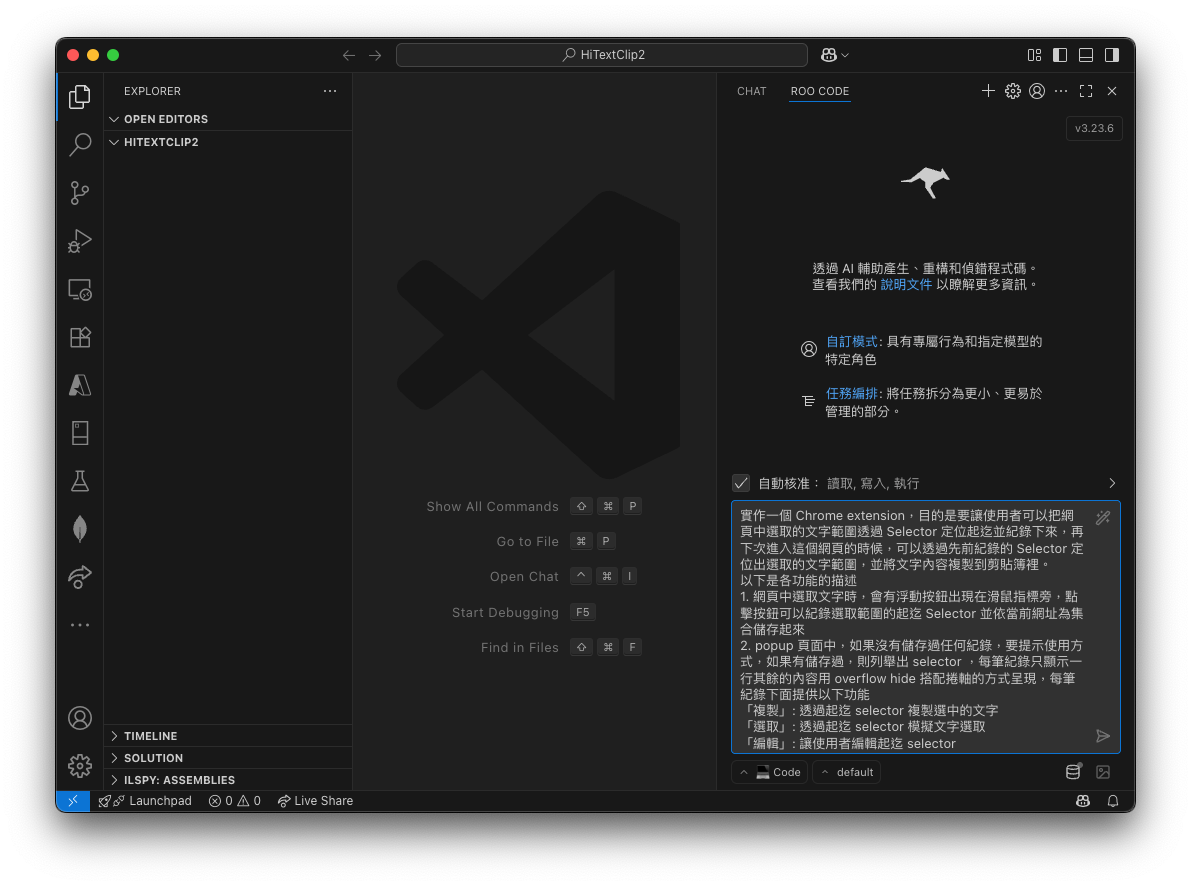 HiTextClip2
EXPLORER
OPEN EDITORS
HITEXTCLIP2
Show All Commands ⇧ ⌘ P
Go to File ⌘ P
Open Chat ^ ⌘ I
Start Debugging F5
Find in Files ⇧ ⌘ F
TIMELINE
SOLUTION
ILSPY: ASSEMBLIES
CHAT ROO CODE
v3.23.6
透過 AI 輔助產生、重構和偵錯程式碼。
查看我們的 說明文件 以瞭解更多資訊。
自訂模式: 具有專屬行為和指定模型的
特定角色
任務編排: 將任務拆分為更小、更易於
管理的部分。
自動核准： 讀取, 寫入, 執行
實作一個 Chrome extension，目的是要讓使用者可以把網
頁中選取的文字範圍透過 Selector 定位起迄並紀錄下來，再
下次進入這個網頁的時候，可以透過先前紀錄的 Selector 定
位出選取的文字範圍，並將文字內容複製到剪貼簿裡。
以下是各功能的描述
1. 網頁中選取文字時，會有浮動按鈕出現在滑鼠指標旁，點
擊按鈕可以紀錄選取範圍的起迄 Selector 並依當前網址為集
合儲存起來
2. popup 頁面中，如果沒有儲存過任何紀錄，要提示使用方
式，如果有儲存過，則列舉出 selector ，每筆紀錄只顯示一
行其餘的內容用 overflow hide 搭配捲軸的方式呈現，每筆
紀錄下面提供以下功能
「複製」: 透過起迄 selector 複製選中的文字
「選取」: 透過起迄 selector 模擬文字選取
「編輯」: 讓使用者編輯起迄 selector
Code default
Launchpad 0 0 Live Share